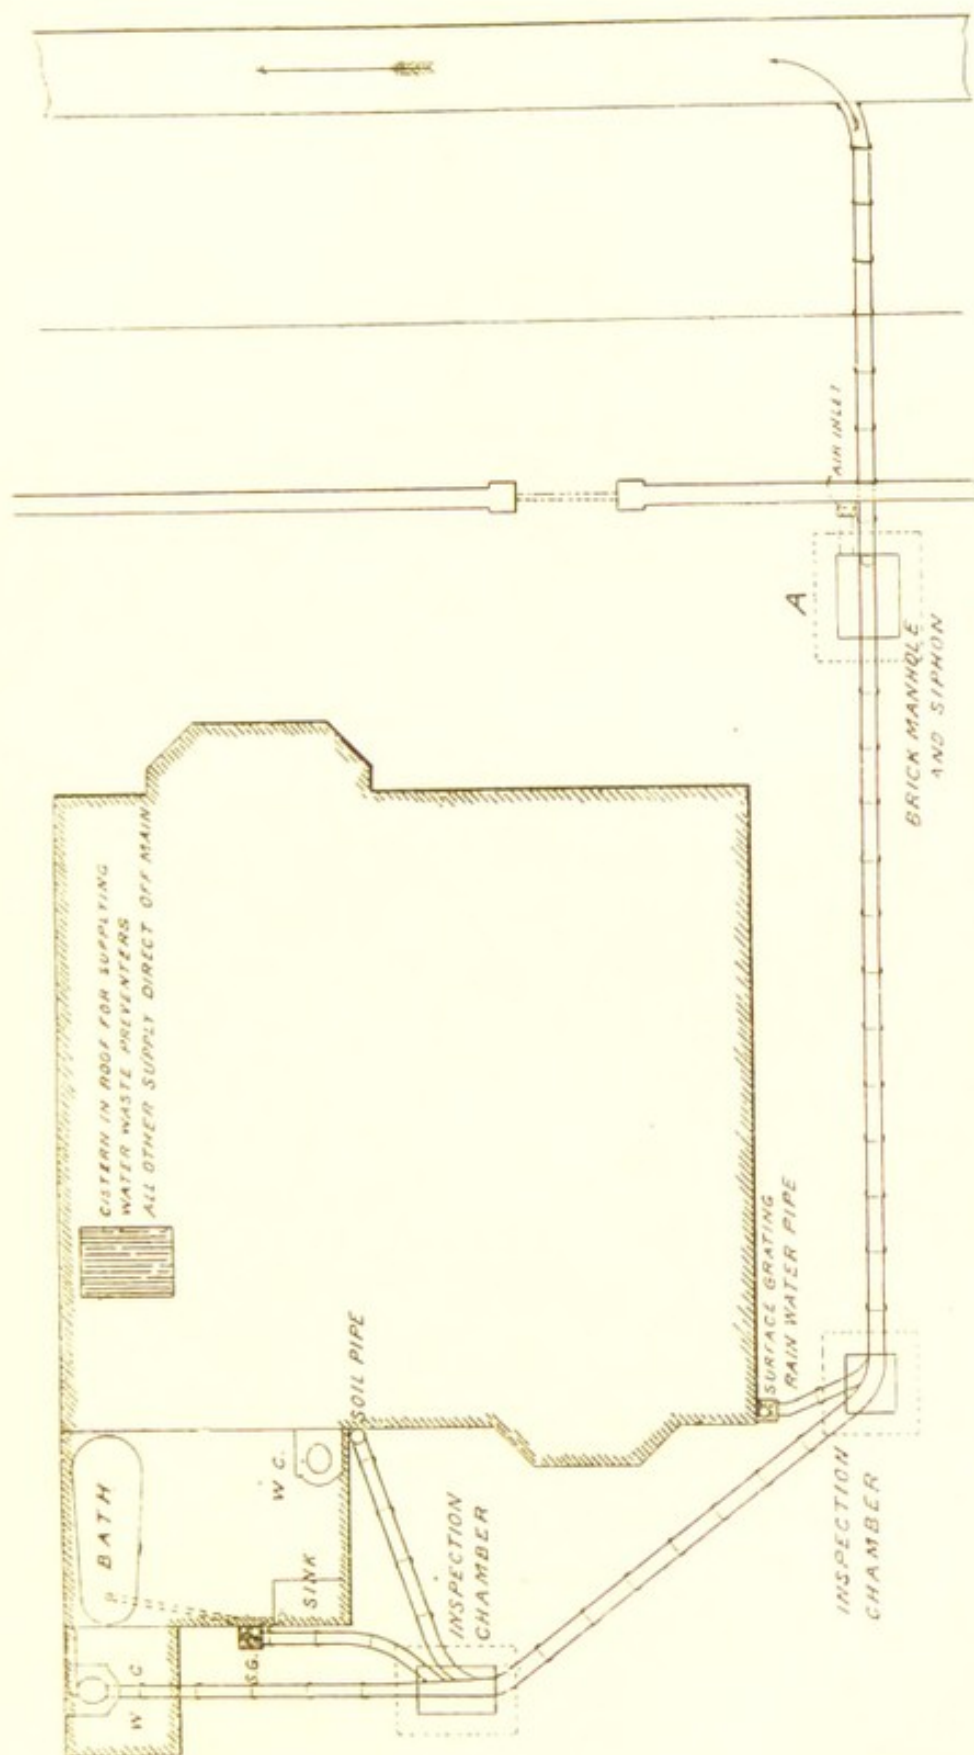 AIR INLET
A
BRICK MANHOLE
AND SIPHON
CISTERN IN ROOF FOR SUPPLYING
WATER WASTE PREVENTERS
ALL OTHER SUPPLY DIRECT OFF MAIN
SURFACE GRATING
RAIN WATER PIPE
SOIL PIPE
BATH
W C.
SINK
S.G.
W. C
INSPECTION
CHAMBER
INSPECTION
CHAMBER